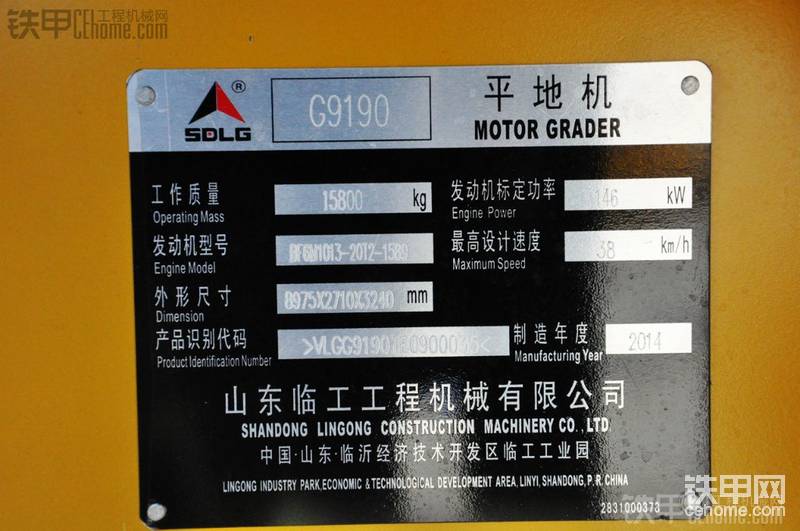 铁甲 工程机械网
CEhome.com
SDLG ®
G9190
平地机
MOTOR GRADER
工作质量 15800 kg
Operating Mass
发动机标定功率 146 kW
Engine Power
发动机型号 BF6M1013-20T2-1589
Engine Model
最高设计速度 38 km/h
Maximum Speed
外形尺寸 8975X2710X3240 mm
Dimension
产品识别代码
Product Identification Number
制造年度 2014
Manufacturing Year
山东临工工程机械有限公司
SHANDONG LINGONG CONSTRUCTION MACHINERY CO., LTD
中国·山东·临沂经济技术开发区临工工业园
LINGONG INDUSTRY PARK,ECONOMIC & TECHNOLOGICAL DEVELOPMENT AREA, LINYI, SHANDONG, P.R.CHINA
2831000373
铁甲网
cehome.com